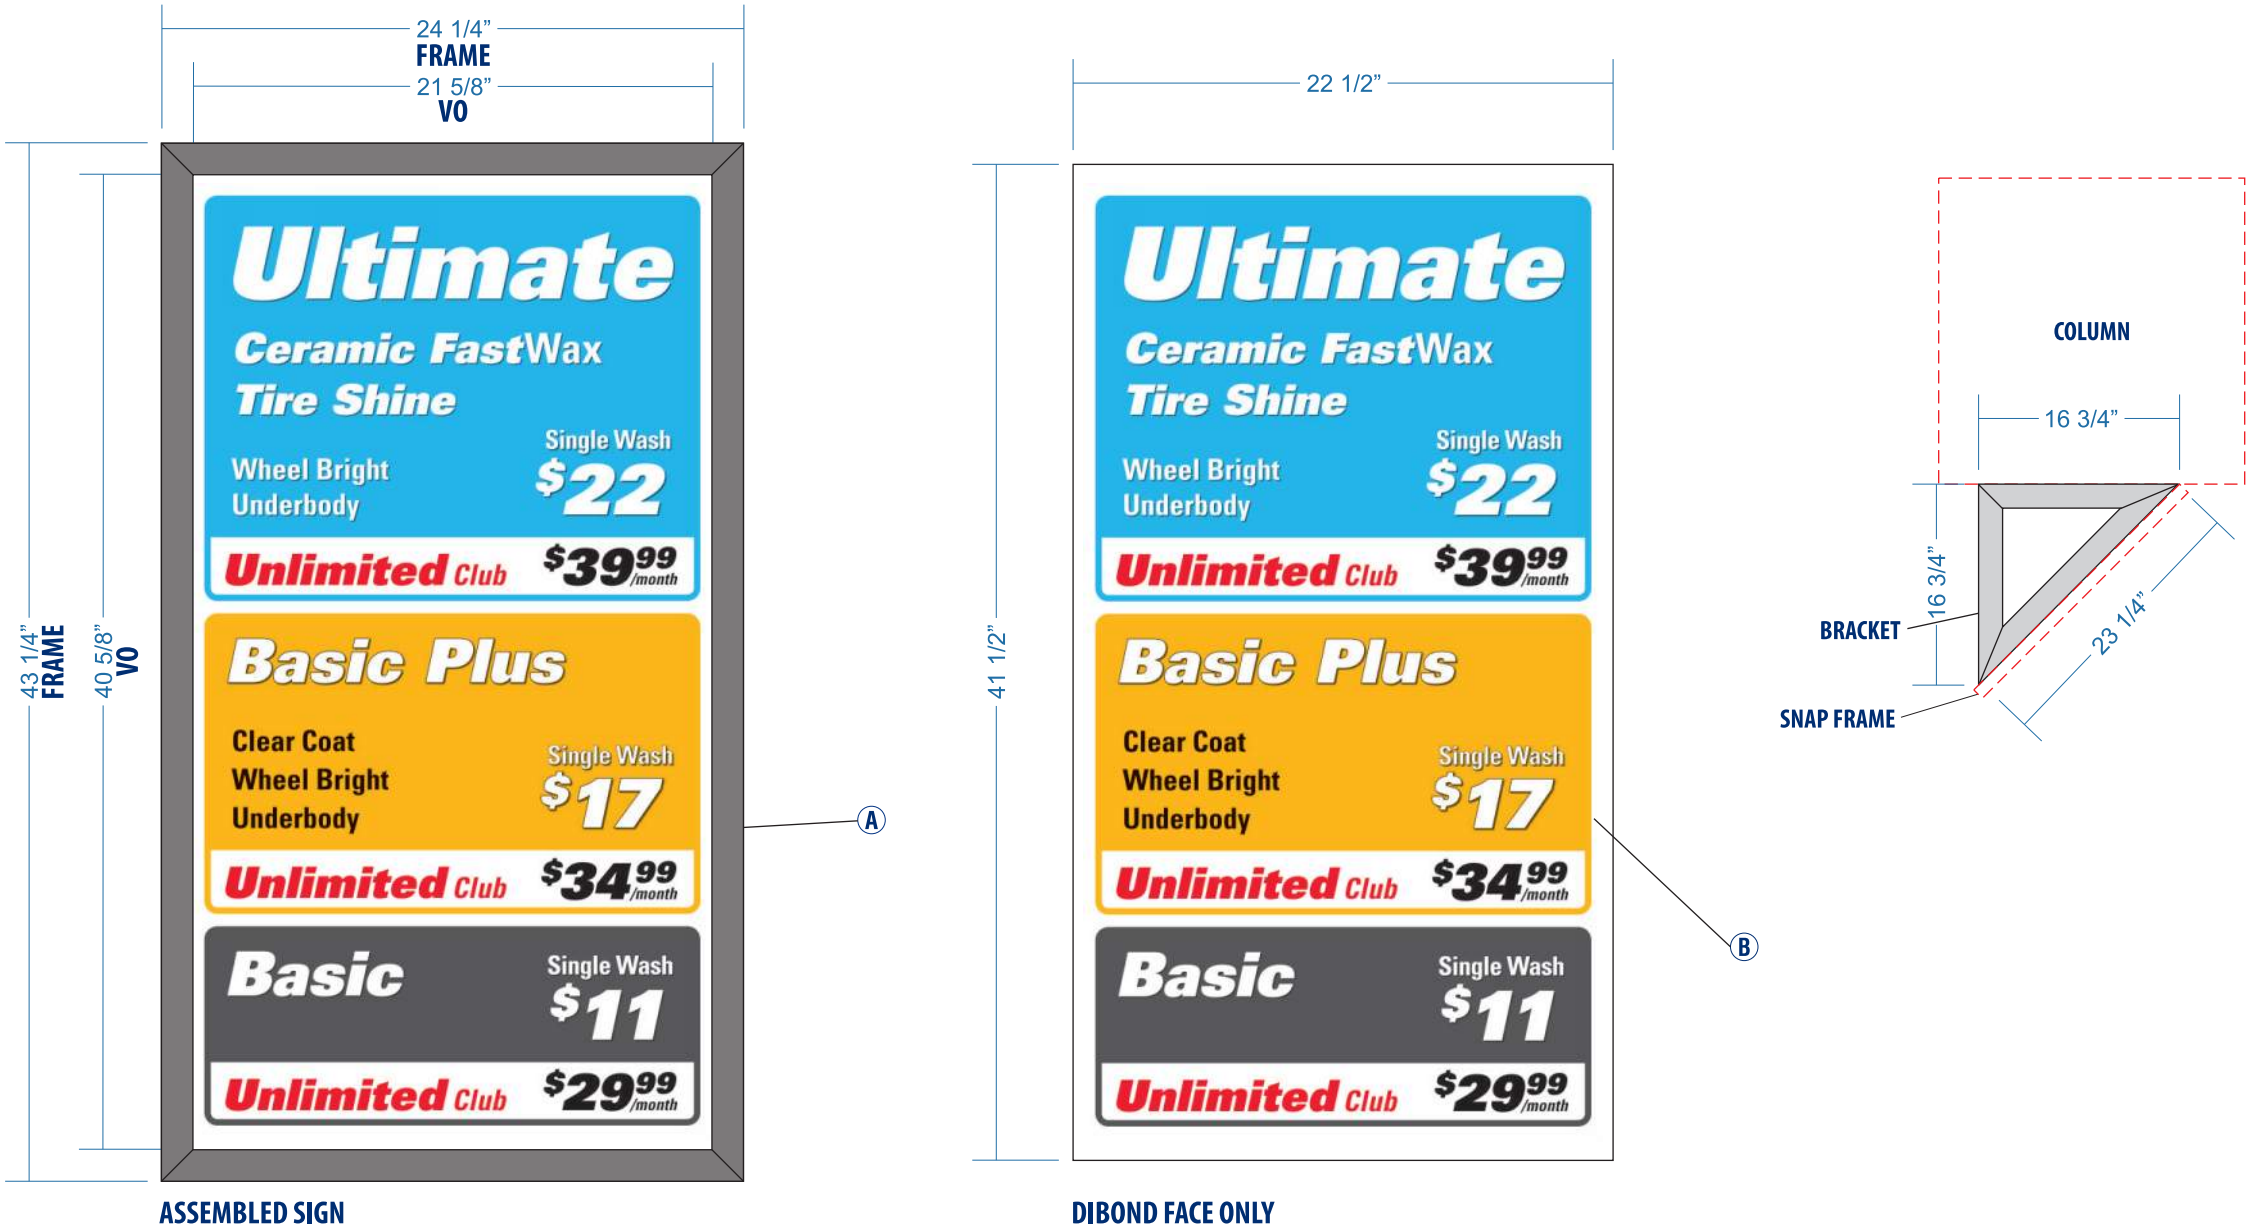 24 1/4”
FRAME
21 5/8”
VO
43 1/4”
FRAME
40 5/8”
VO
Ultimate
Ceramic FastWax
Tire Shine
Wheel Bright
Underbody
Single Wash
$22
Unlimited Club $39 99 /month
Basic Plus
Clear Coat
Wheel Bright
Underbody
Single Wash
$17
Unlimited Club $34 99 /month
Basic
Single Wash
$11
Unlimited Club $29 99 /month
A
ASSEMBLED SIGN
22 1/2”
41 1/2”
Ultimate
Ceramic FastWax
Tire Shine
Wheel Bright
Underbody
Single Wash
$22
Unlimited Club $39 99 /month
Basic Plus
Clear Coat
Wheel Bright
Underbody
Single Wash
$17
Unlimited Club $34 99 /month
Basic
Single Wash
$11
Unlimited Club $29 99 /month
B
DIBOND FACE ONLY
COLUMN
16 3/4”
16 3/4”
23 1/4”
BRACKET
SNAP FRAME